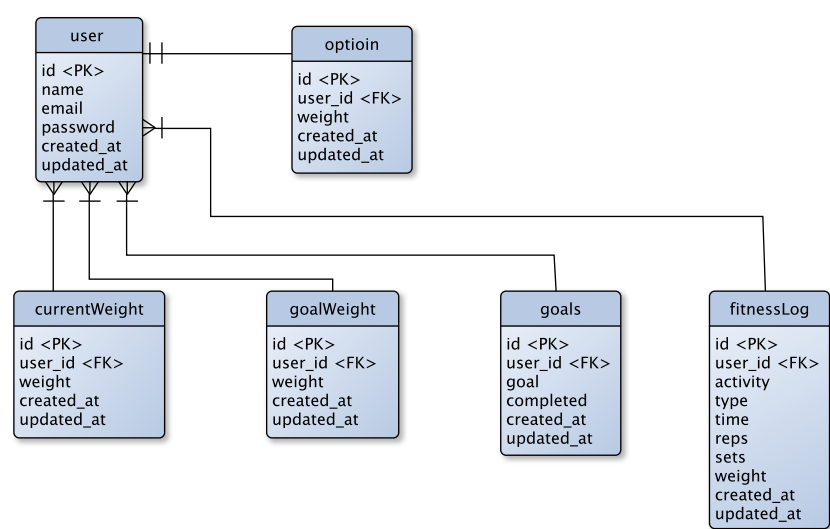 user
id <PK>
name
email
password
created_at
updated_at
optioin
id <PK>
user_id <FK>
weight
created_at
updated_at
currentWeight
id <PK>
user_id <FK>
weight
created_at
updated_at
goalWeight
id <PK>
user_id <FK>
weight
created_at
updated_at
goals
id <PK>
user_id <FK>
goal
completed
created_at
updated_at
fitnessLog
id <PK>
user_id <FK>
activity
type
time
reps
sets
weight
created_at
updated_at